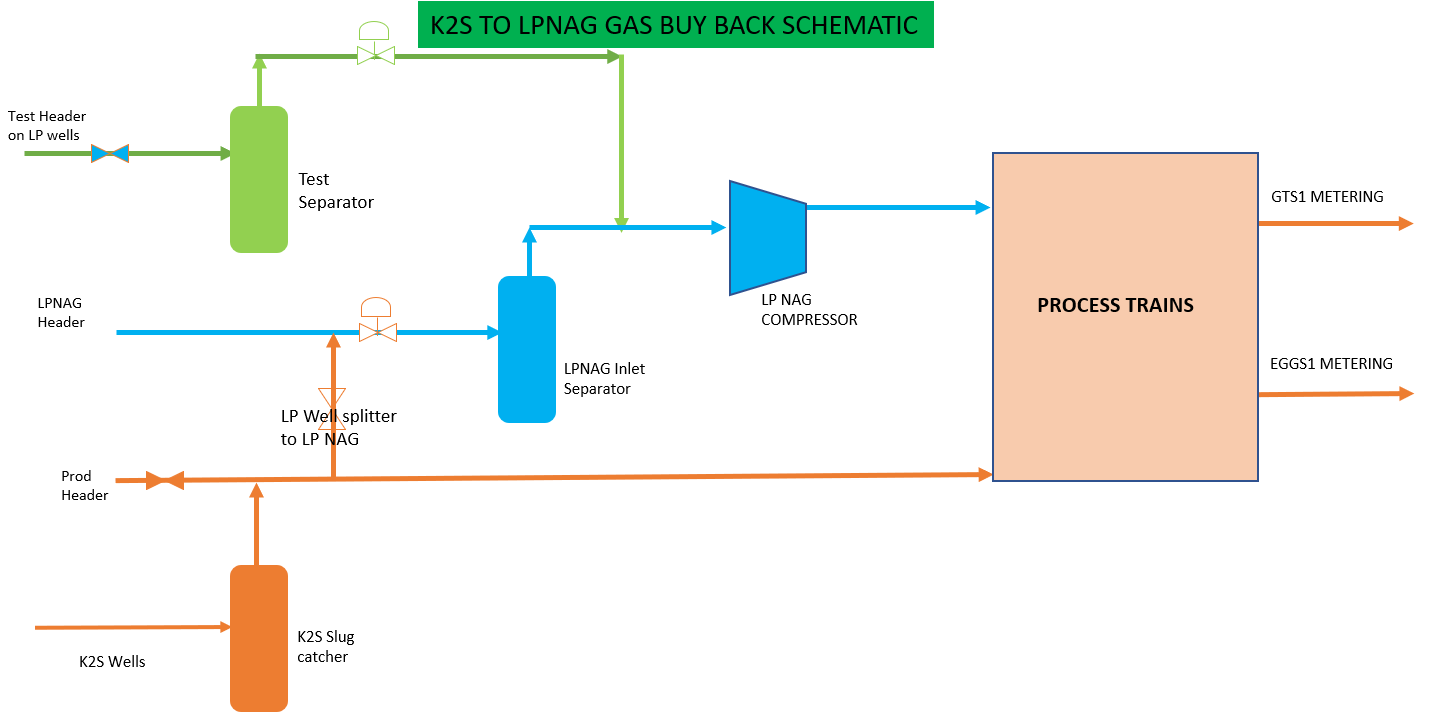 K2S TO LPNAG GAS BUY BACK SCHEMATIC
Test Header
on LP wells
Test
Separator
GTS1 METERING
LPNAG
Header
LP NAG
COMPRESSOR
PROCESS TRAINS
LPNAG Inlet
Separator
EGGS1 METERING
LP Well splitter
to LP NAG
Prod
Header
K2S Slug
catcher
K2S Wells